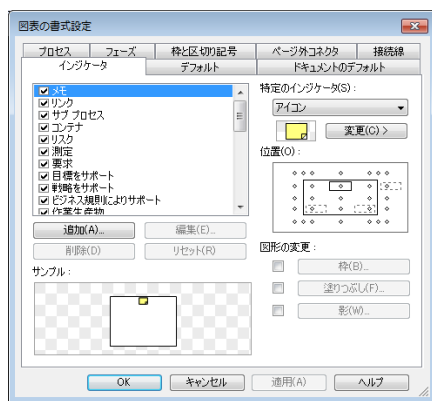 図表の書式設定
プロセス フェーズ 枠と区切り記号 ページ外コネクタ 接続線
インジケータ デフォルト ドキュメントのデフォルト
メモ
リンク
サブ プロセス
コンテナ
リスク
測定
要求
目標をサポート
戦略をサポート
ビジネス規則によりサポート
作業生産物
追加(A)... 編集(E)...
削除(D) リセット(R)
サンプル:
特定のインジケータ(S):
アイコン
変更(C) >
位置(O):
図形の変更:
枠(B)...
塗りつぶし(F)...
影(W)...
OK キャンセル 適用(A) ヘルプ